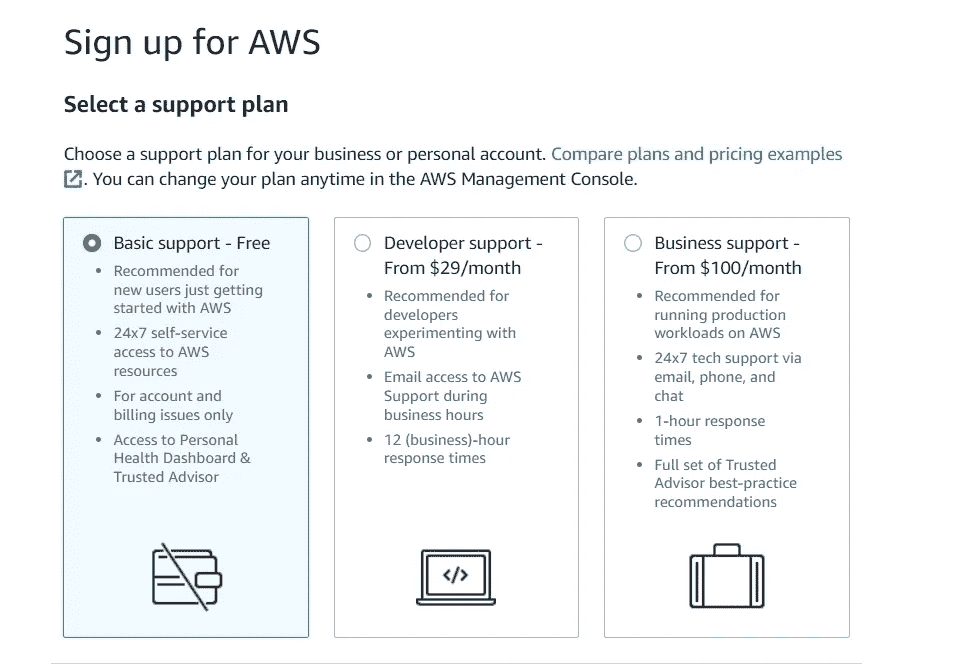 Sign up for AWS
Select a support plan
Choose a support plan for your business or personal account. Compare plans and pricing examples
. You can change your plan anytime in the AWS Management Console.
Basic support - Free
• Recommended for
new users just getting
started with AWS
• 24x7 self-service
access to AWS
resources
• For account and
billing issues only
• Access to Personal
Health Dashboard &
Trusted Advisor
Developer support -
From $29/month
• Recommended for
developers
experimenting with
AWS
• Email access to AWS
Support during
business hours
• 12 (business)-hour
response times
</>
Business support -
From $100/month
• Recommended for
running production
workloads on AWS
• 24x7 tech support via
email, phone, and
chat
• 1-hour response
times
• Full set of Trusted
Advisor best-practice
recommendations